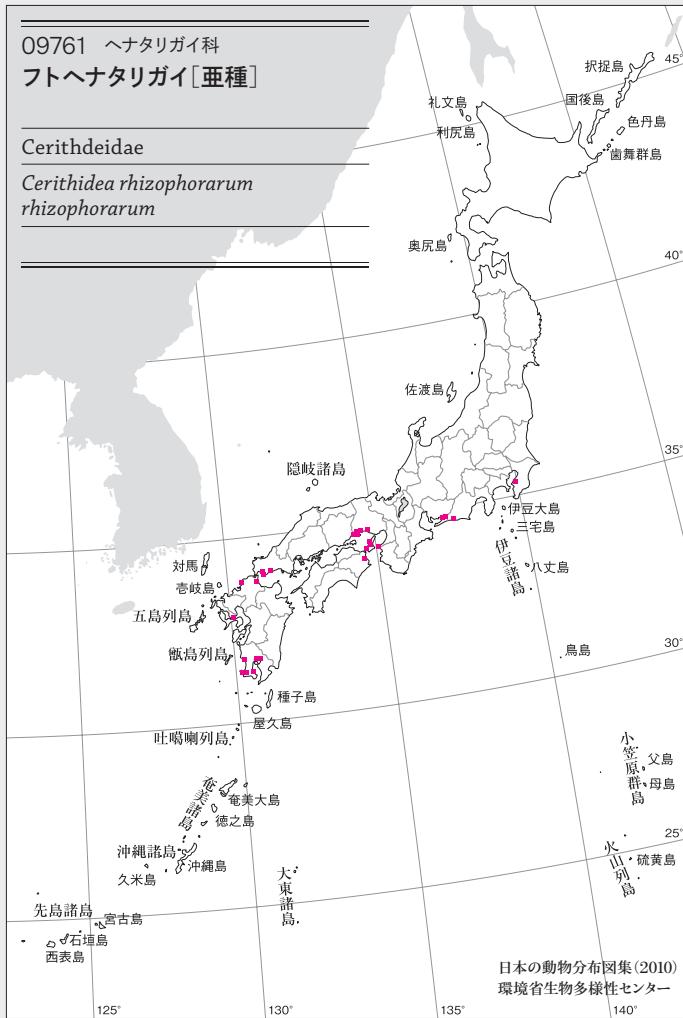 09761 ヘナタリガイ科
フトヘナタリガイ[亜種]
Cerithdeidae
Cerithidea rhizophorarum
rhizophorarum
択捉島
45°
礼文島
国後島
利尻島
色丹島
歯舞群島
奥尻島
40°
佐渡島
35°
隠岐諸島
伊豆大島
三宅島
伊豆諸島
八丈島
対馬
壱岐島
五島列島
甑島列島
鳥島
30°
種子島
屋久島
吐噶喇列島
小笠原群島
父島
母島
奄美諸島
奄美大島
徳之島
25°
沖縄諸島
沖縄島
久米島
火山列島
硫黄島
大東諸島
先島諸島
宮古島
石垣島
西表島
日本の動物分布図集(2010)
環境省生物多様性センター
125°
130°
135°
140°